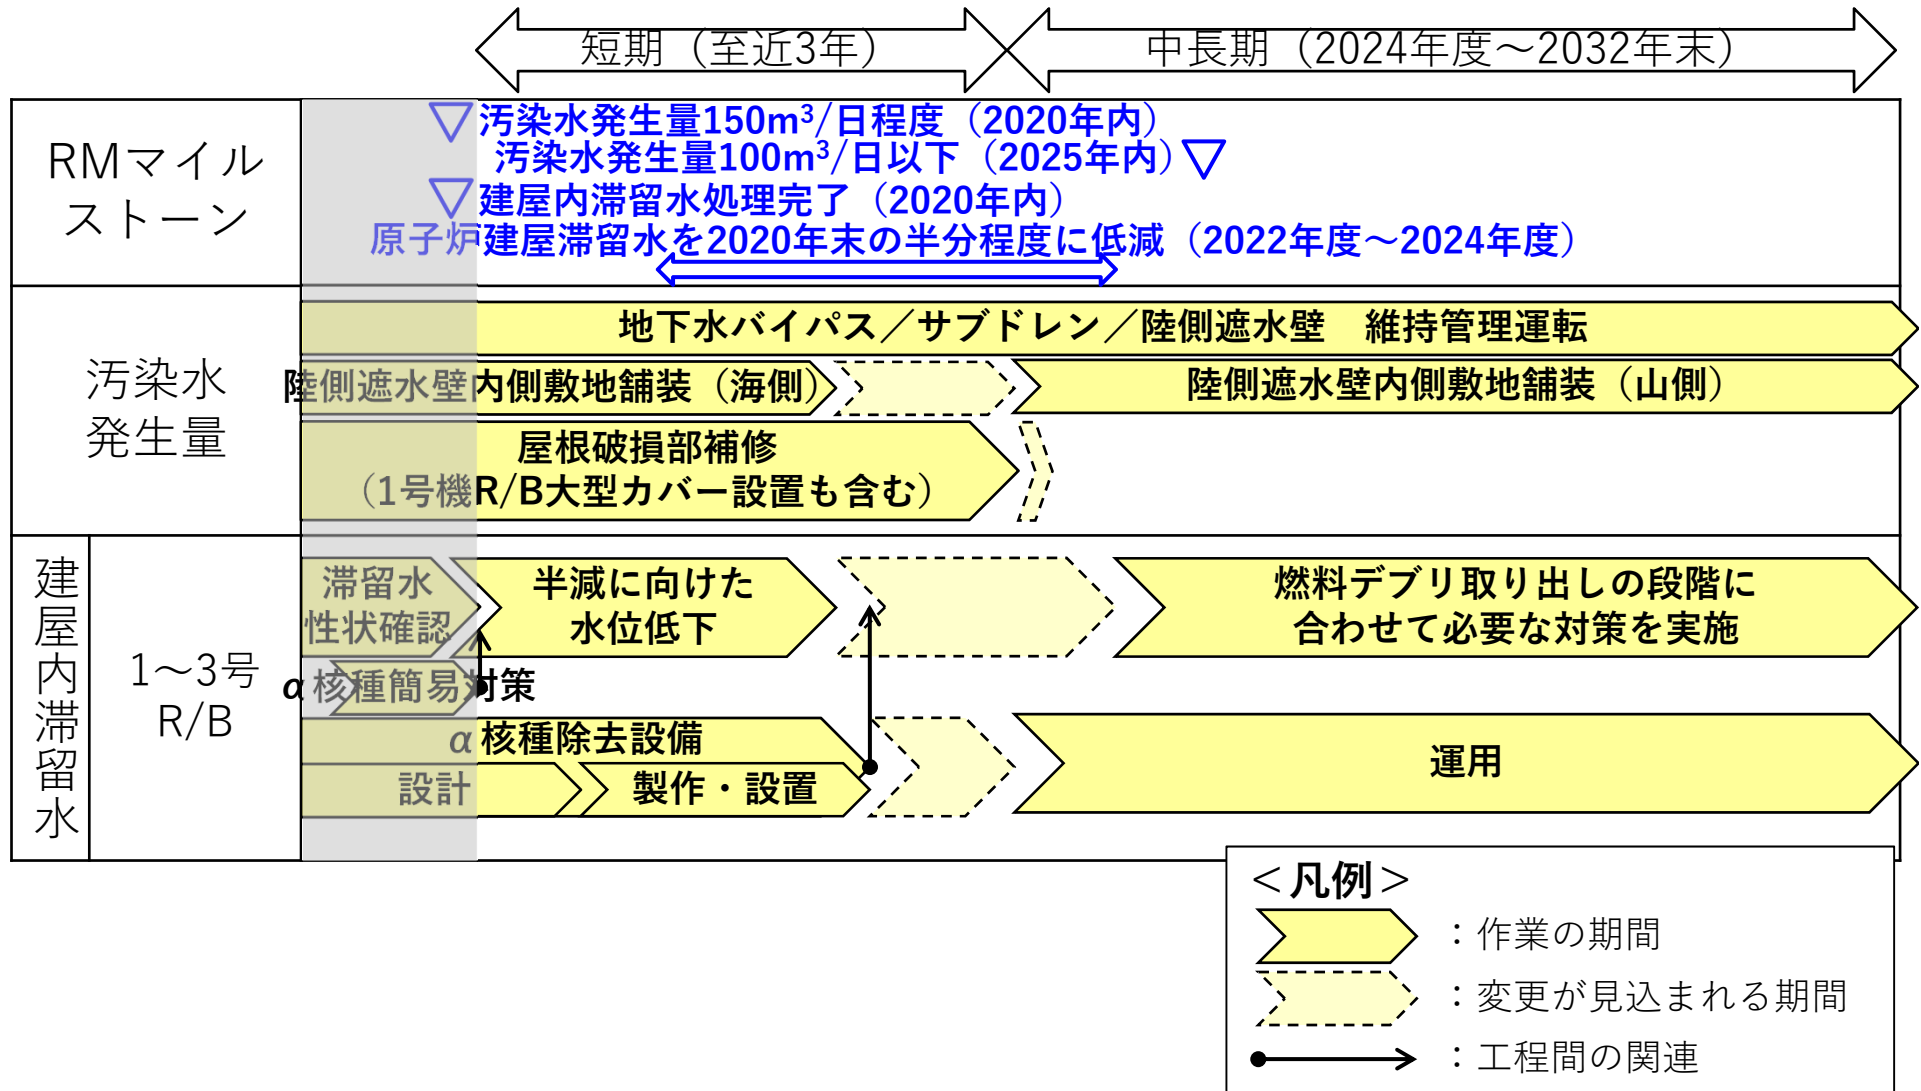 短期（至近3年）
中長期（2024年度～2032年末）
RMマイル
ストーン
▽汚染水発生量150m³/日程度（2020年内）
汚染水発生量100m³/日以下（2025年内）▽
▽建屋内滞留水処理完了（2020年内）
原子炉建屋滞留水を2020年末の半分程度に低減（2022年度～2024年度）
汚染水
発生量
地下水バイパス／サブドレン／陸側遮水壁　維持管理運転
陸側遮水壁内側敷地舗装（海側）
陸側遮水壁内側敷地舗装（山側）
屋根破損部補修
（1号機R/B大型カバー設置も含む）
建屋内滞留水
1～3号
R/B
滞留水
性状確認
半減に向けた
水位低下
燃料デブリ取り出しの段階に
合わせて必要な対策を実施
α核種簡易対策
α核種除去設備
設計
製作・設置
運用
＜凡例＞
：作業の期間
：変更が見込まれる期間
：工程間の関連